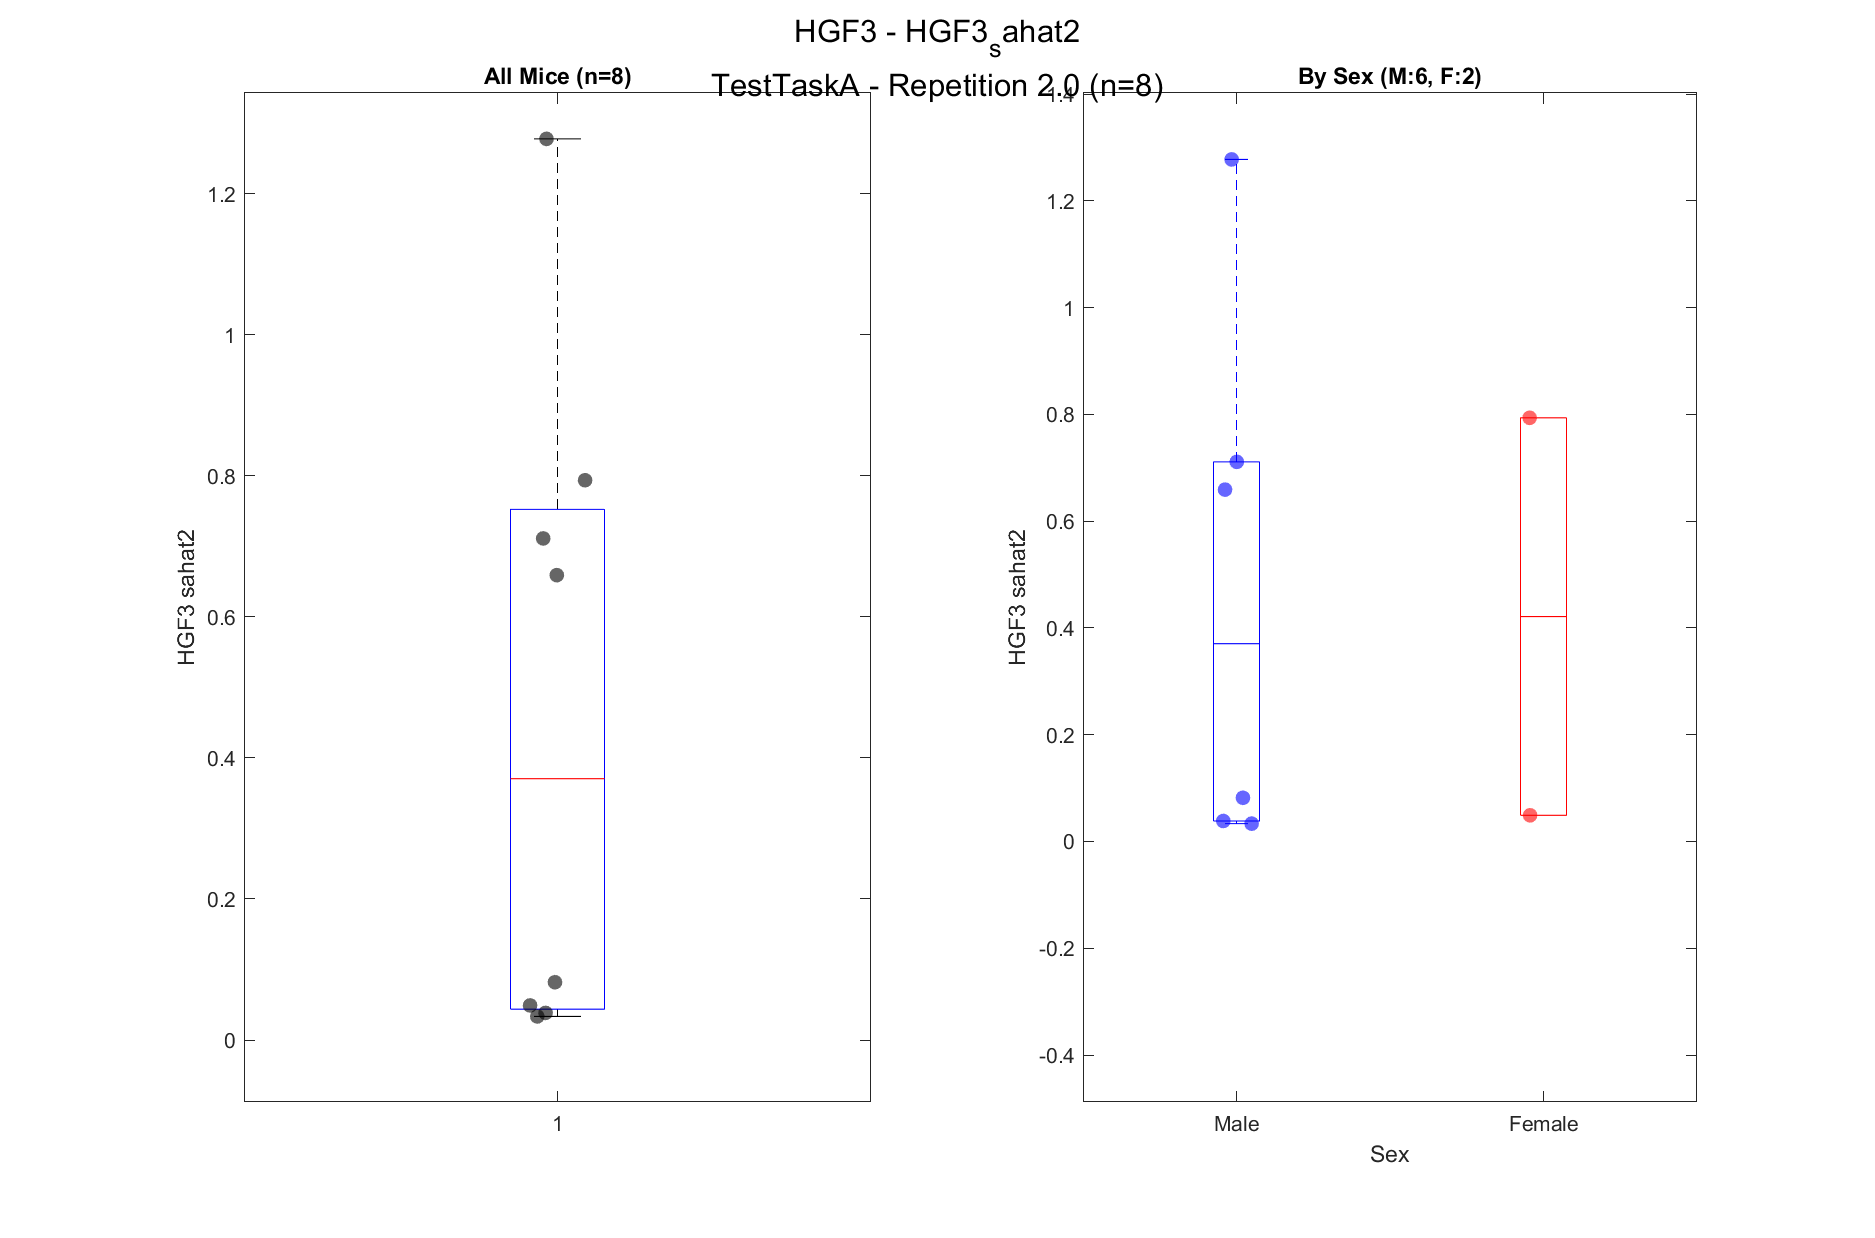 HGF3 - HGF3sahat2
TestTaskA - Repetition 2.0 (n=8)
All Mice (n=8)
1.2
1
0.8
0.6
0.4
0.2
0
HGF3 sahat2
1
By Sex (M:6, F:2)
1.4
1.2
1
0.8
0.6
0.4
0.2
0
-0.2
-0.4
HGF3 sahat2
Male
Female
Sex